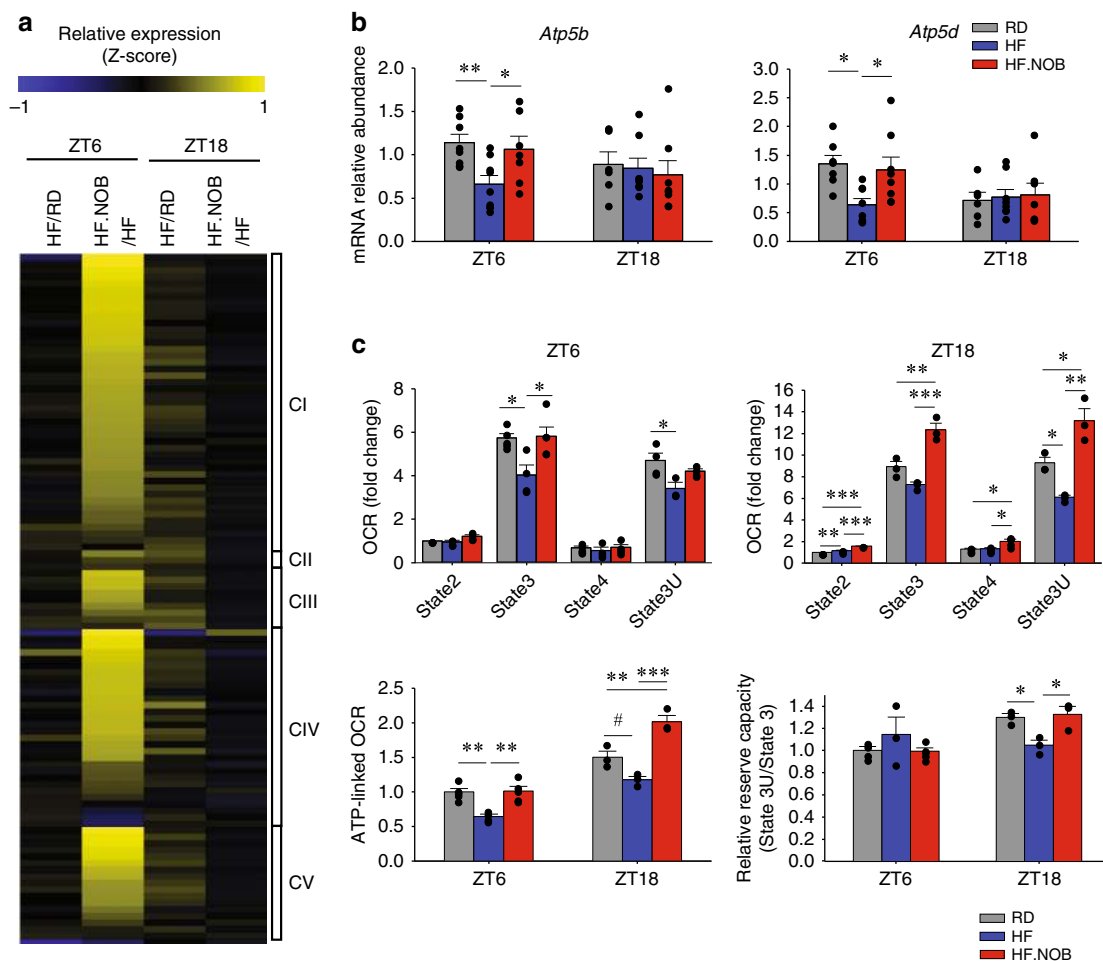 a
Relative expression
(Z-score)
−1
1
ZT6
ZT18
HF/RD
HF.NOB
/HF
HF/RD
HF.NOB
/HF
CI
CII
CIII
CIV
CV
b
Atp5b
Atp5d
RD
HF
HF.NOB
mRNA relative abundance
2.0
1.5
1.0
0.5
0.0
**
*
ZT6
ZT18
3.0
2.5
2.0
1.5
1.0
0.5
0.0
*
*
ZT6
ZT18
c
ZT6
OCR (fold change)
8
6
4
2
0
*
*
*
State2
State3
State4
State3U
ZT18
OCR (fold change)
16
14
12
10
8
6
4
2
0
***
**
***
**
***
*
*
*
**
*
State2
State3
State4
State3U
ATP-linked OCR
2.5
2.0
1.5
1.0
0.5
0.0
**
**
**
***
#
ZT6
ZT18
Relative reserve capacity
(State 3U/State 3)
1.4
1.2
1.0
1.4
1.2
0.0
*
*
ZT6
ZT18
RD
HF
HF.NOB